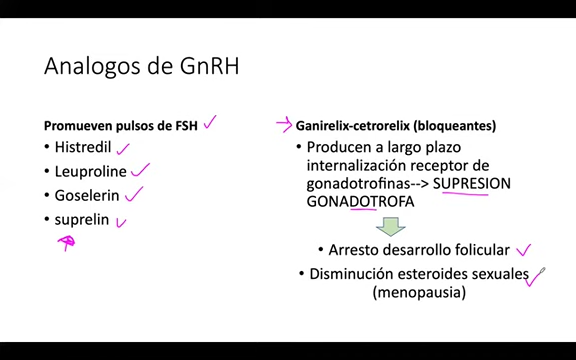 Analogos de GnRH
Promueven pulsos de FSH
• Histredil
• Leuproline
• Goselerin
• suprelin
Ganirelix-cetrorelix (bloqueantes)
• Producen a largo plazo
internalización receptor de
gonadotrofinas--> SUPRESION
GONADOTROFA
• Arresto desarrollo folicular
• Disminución esteroides sexuales
(menopausia)